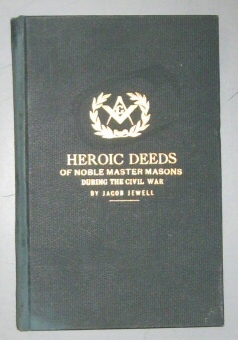 G
HEROIC DEEDS
OF NOBLE MASTER MASONS
DURING THE CIVIL WAR
BY JACOB JEWELL